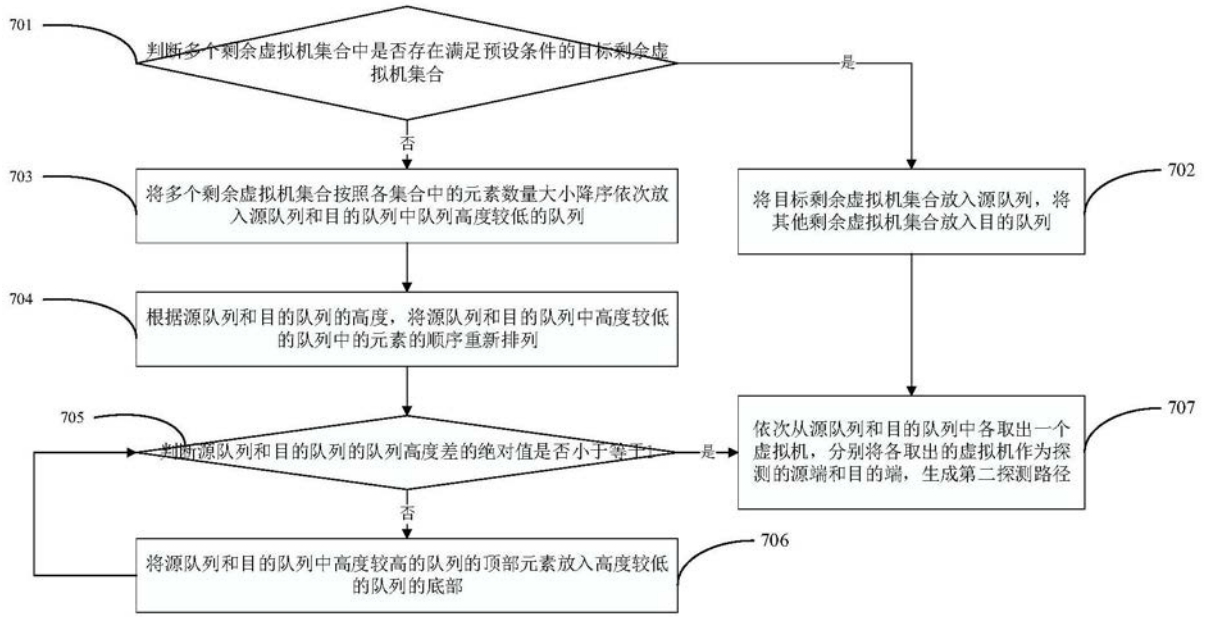 701
判断多个剩余虚拟机集合中是否存在满足预设条件的目标剩余虚
拟机集合
是
否
703
将多个剩余虚拟机集合按照各集合中的元素数量大小降序依次放
入源队列和目的队列中队列高度较低的队列
702
将目标剩余虚拟机集合放入源队列，将
其他剩余虚拟机集合放入目的队列
704
根据源队列和目的队列的高度，将源队列和目的队列中高度较低
的队列中的元素的顺序重新排列
705
判断源队列和目的队列的队列高度差的绝对值是否小于等于1
是
707
依次从源队列和目的队列中各取出一个
虚拟机，分别将各取出的虚拟机作为探
测的源端和目的端，生成第二探测路径
否
706
将源队列和目的队列中高度较高的队列的顶部元素放入高度较低
的队列的底部